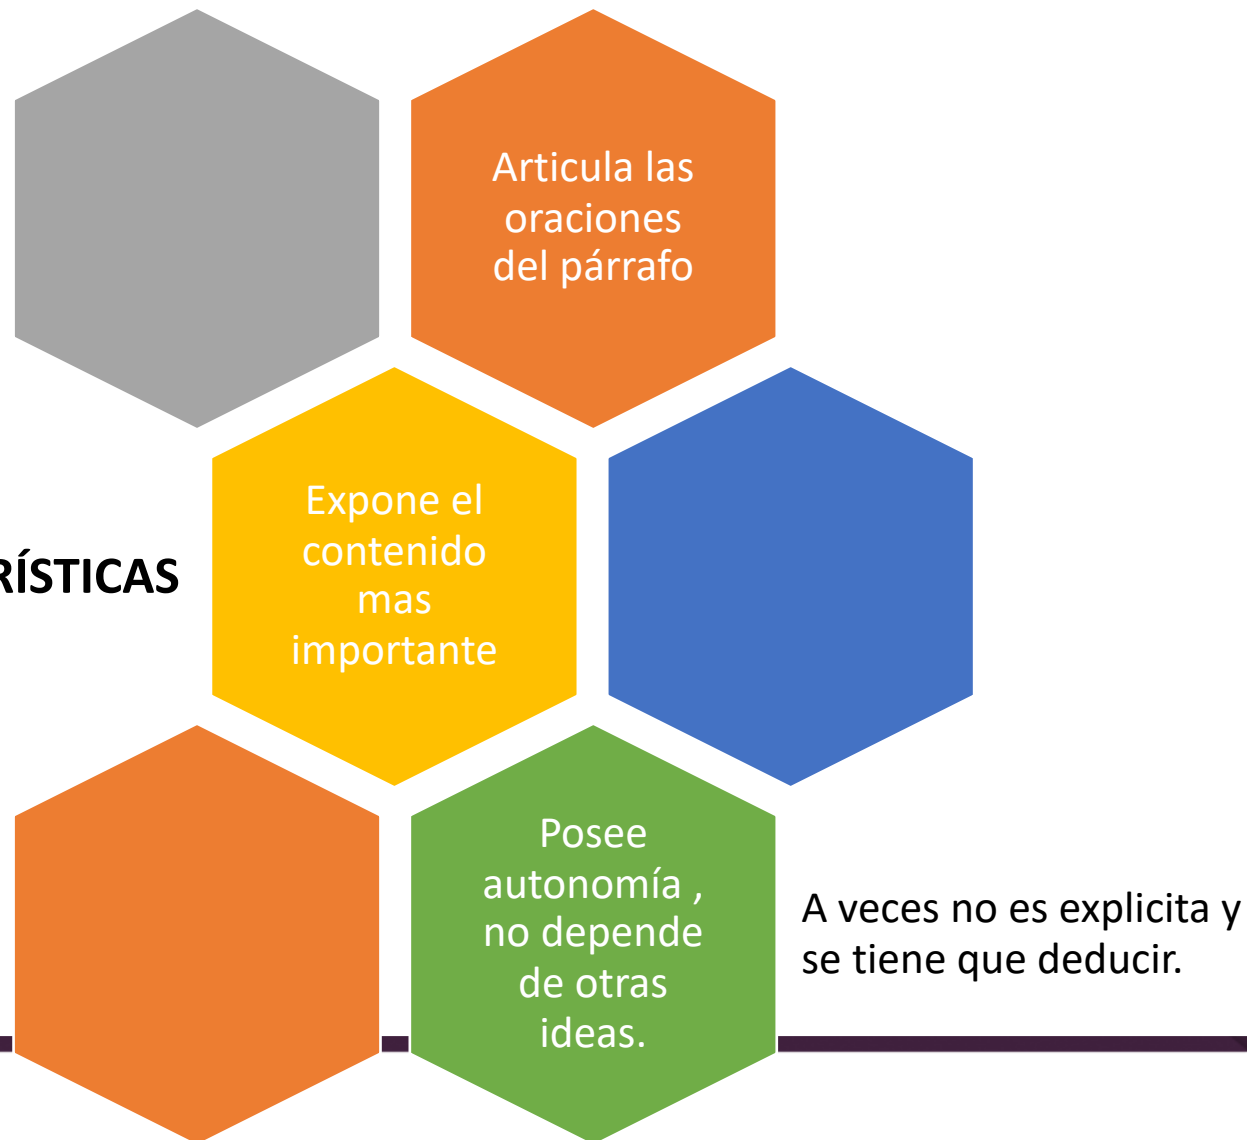 Articula las
oraciones
del párrafo
Expone el
contenido
mas
importante
RÍSTICAS
Posee
autonomía ,
no depende
de otras
ideas.
A veces no es explicita y
se tiene que deducir.